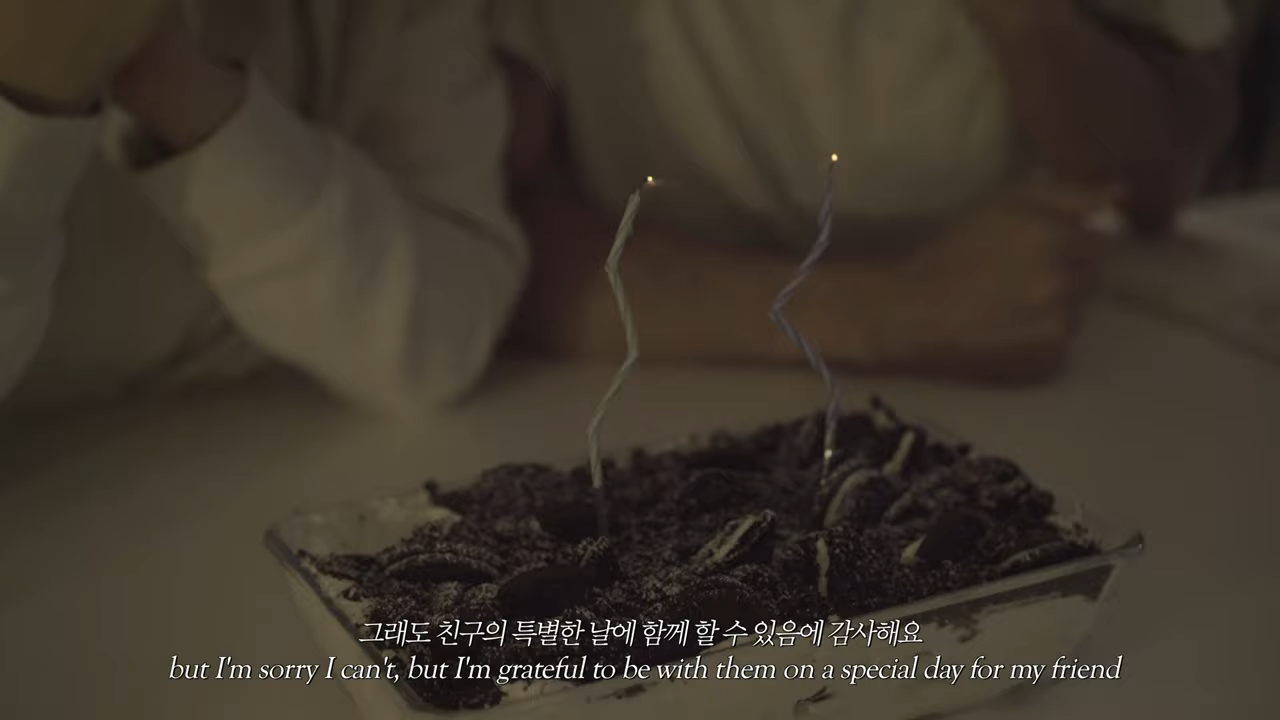 그래도 친구의 특별한 날에 함께 할 수 있음에 감사해요
but I'm sorry I can't, but I'm grateful to be with them on a special day for my friend